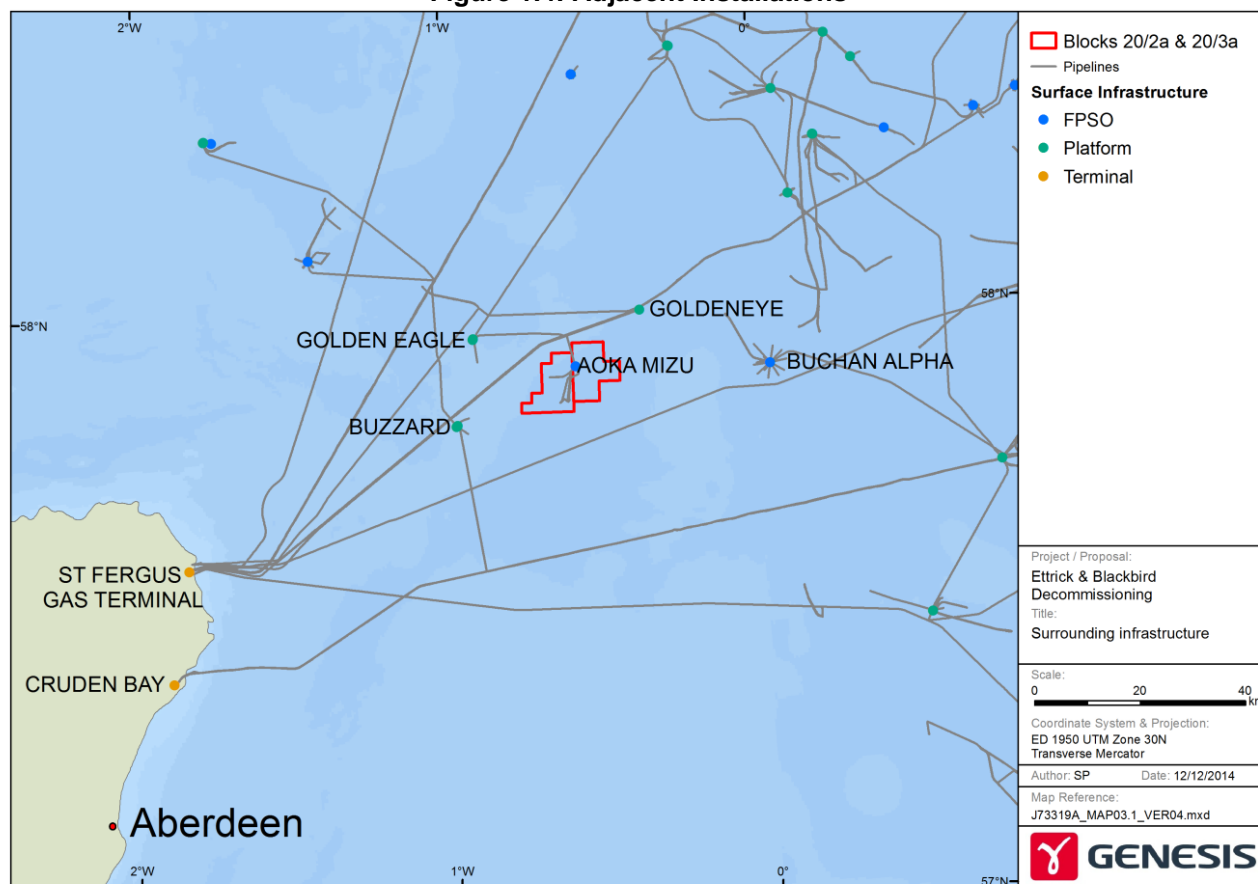 Figure 1.4: Adjacent Installations
2°W
1°W
0°
58°N
58°N
GOLDENEYE
GOLDEN EAGLE
AOKA MIZU
BUCHAN ALPHA
BUZZARD
ST FERGUS
GAS TERMINAL
CRUDEN BAY
Aberdeen
2°W
1°W
0°
57°N
Blocks 20/2a & 20/3a
Pipelines
Surface Infrastructure
FPSO
Platform
Terminal
Project / Proposal:
Ettrick & Blackbird
Decommissioning
Title:
Surrounding infrastructure
Scale:
0 20 40
km
Coordinate System & Projection:
ED 1950 UTM Zone 30N
Transverse Mercator
Author: SP Date: 12/12/2014
Map Reference:
J73319A_MAP03.1_VER04.mxd
GENESIS